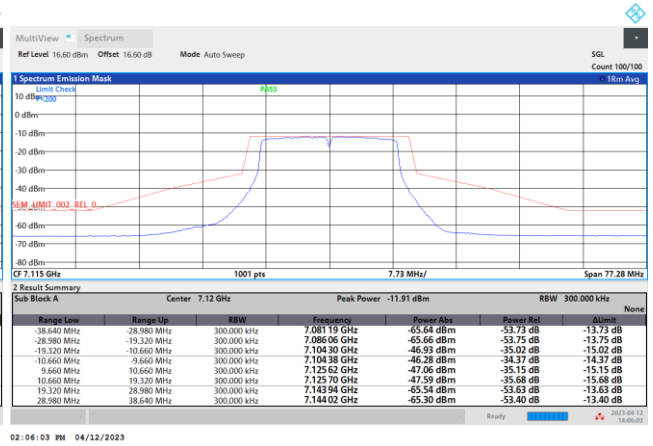 MultiView Spectrum
Ref Level 16.60 dBm Offset 16.60 dB Mode Auto Sweep SGL
Count 100/100
1 Spectrum Emission Mask 1Rm Avg
Limit Check PASS
10 dBm
P<200
0 dBm
-10 dBm
-20 dBm
-30 dBm
-40 dBm
SEM_LIMIT_002_REL_0
-60 dBm
-70 dBm
-80 dBm
CF 7.115 GHz 1001 pts 7.73 MHz/ Span 77.28 MHz
2 Result Summary
Sub Block A Center 7.12 GHz Peak Power -11.91 dBm RBW 300.000 kHz
None
Range Low Range Up RBW Frequency Power Abs Power Rel ΔLimit
-38.640 MHz -28.980 MHz 300.000 kHz 7.08119 GHz -65.64 dBm -53.73 dB -13.73 dB
-28.980 MHz -19.320 MHz 300.000 kHz 7.08606 GHz -65.66 dBm -53.75 dB -13.75 dB
-19.320 MHz -10.660 MHz 300.000 kHz 7.10430 GHz -46.93 dBm -35.02 dB -15.02 dB
-10.660 MHz -9.660 MHz 300.000 kHz 7.10438 GHz -46.28 dBm -34.37 dB -14.37 dB
9.660 MHz 10.660 MHz 300.000 kHz 7.12562 GHz -47.06 dBm -35.15 dB -15.15 dB
10.660 MHz 19.320 MHz 300.000 kHz 7.12570 GHz -47.59 dBm -35.68 dB -15.68 dB
19.320 MHz 28.980 MHz 300.000 kHz 7.14394 GHz -65.54 dBm -53.63 dB -13.63 dB
28.980 MHz 38.640 MHz 300.000 kHz 7.14402 GHz -65.30 dBm -53.40 dB -13.40 dB
Ready 2023-04-12
14:06:03
02:06:03 PM 04/12/2023